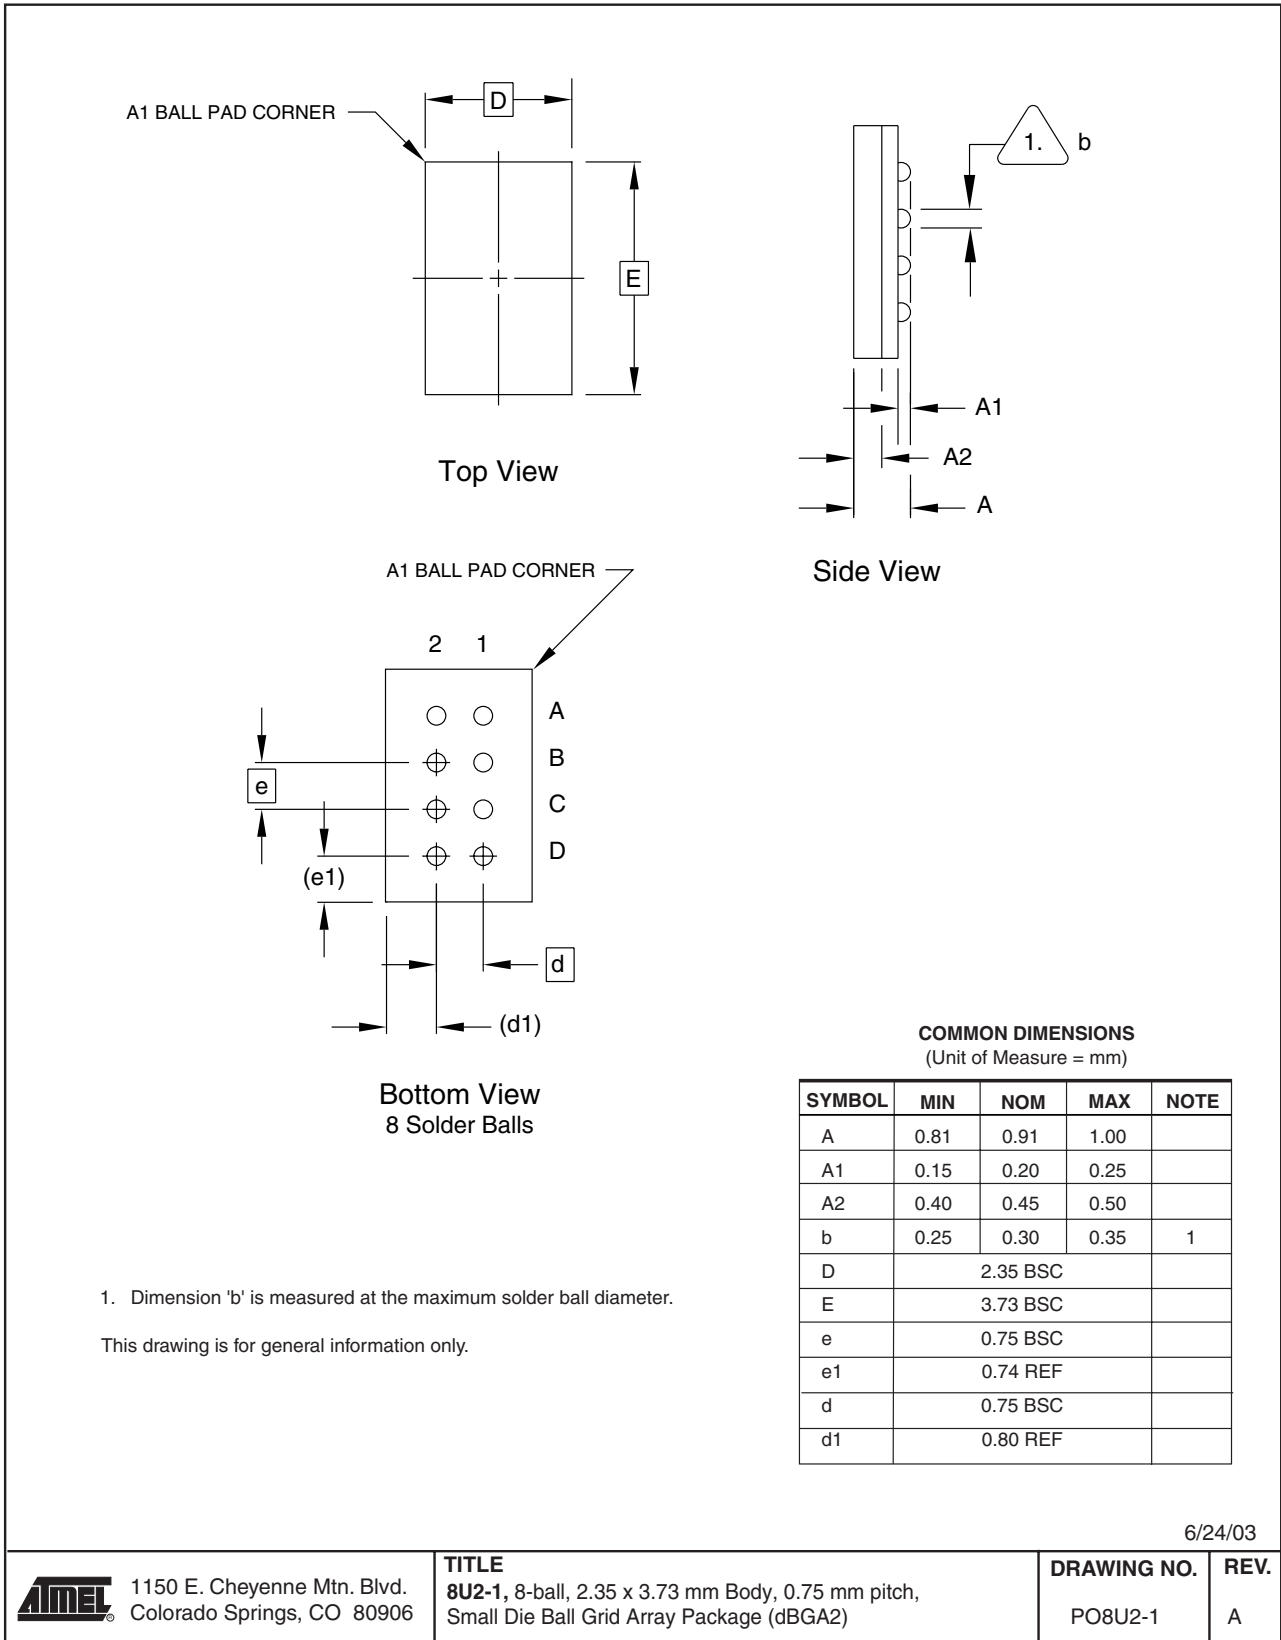 A1 BALL PAD CORNER
D
E
Top View
1. b
A1
A2
A
Side View
A1 BALL PAD CORNER
2 1
A
B
C
D
e
(e1)
d
(d1)
Bottom View
8 Solder Balls
COMMON DIMENSIONS
(Unit of Measure = mm)
SYMBOL MIN NOM MAX NOTE
A 0.81 0.91 1.00
A1 0.15 0.20 0.25
A2 0.40 0.45 0.50
b 0.25 0.30 0.35 1
D 2.35 BSC
E 3.73 BSC
e 0.75 BSC
e1 0.74 REF
d 0.75 BSC
d1 0.80 REF
1. Dimension 'b' is measured at the maximum solder ball diameter.
This drawing is for general information only.
6/24/03
ATMEL ®
1150 E. Cheyenne Mtn. Blvd.
Colorado Springs, CO 80906
TITLE
8U2-1, 8-ball, 2.35 x 3.73 mm Body, 0.75 mm pitch,
Small Die Ball Grid Array Package (dBGA2)
DRAWING NO.
PO8U2-1
REV.
A